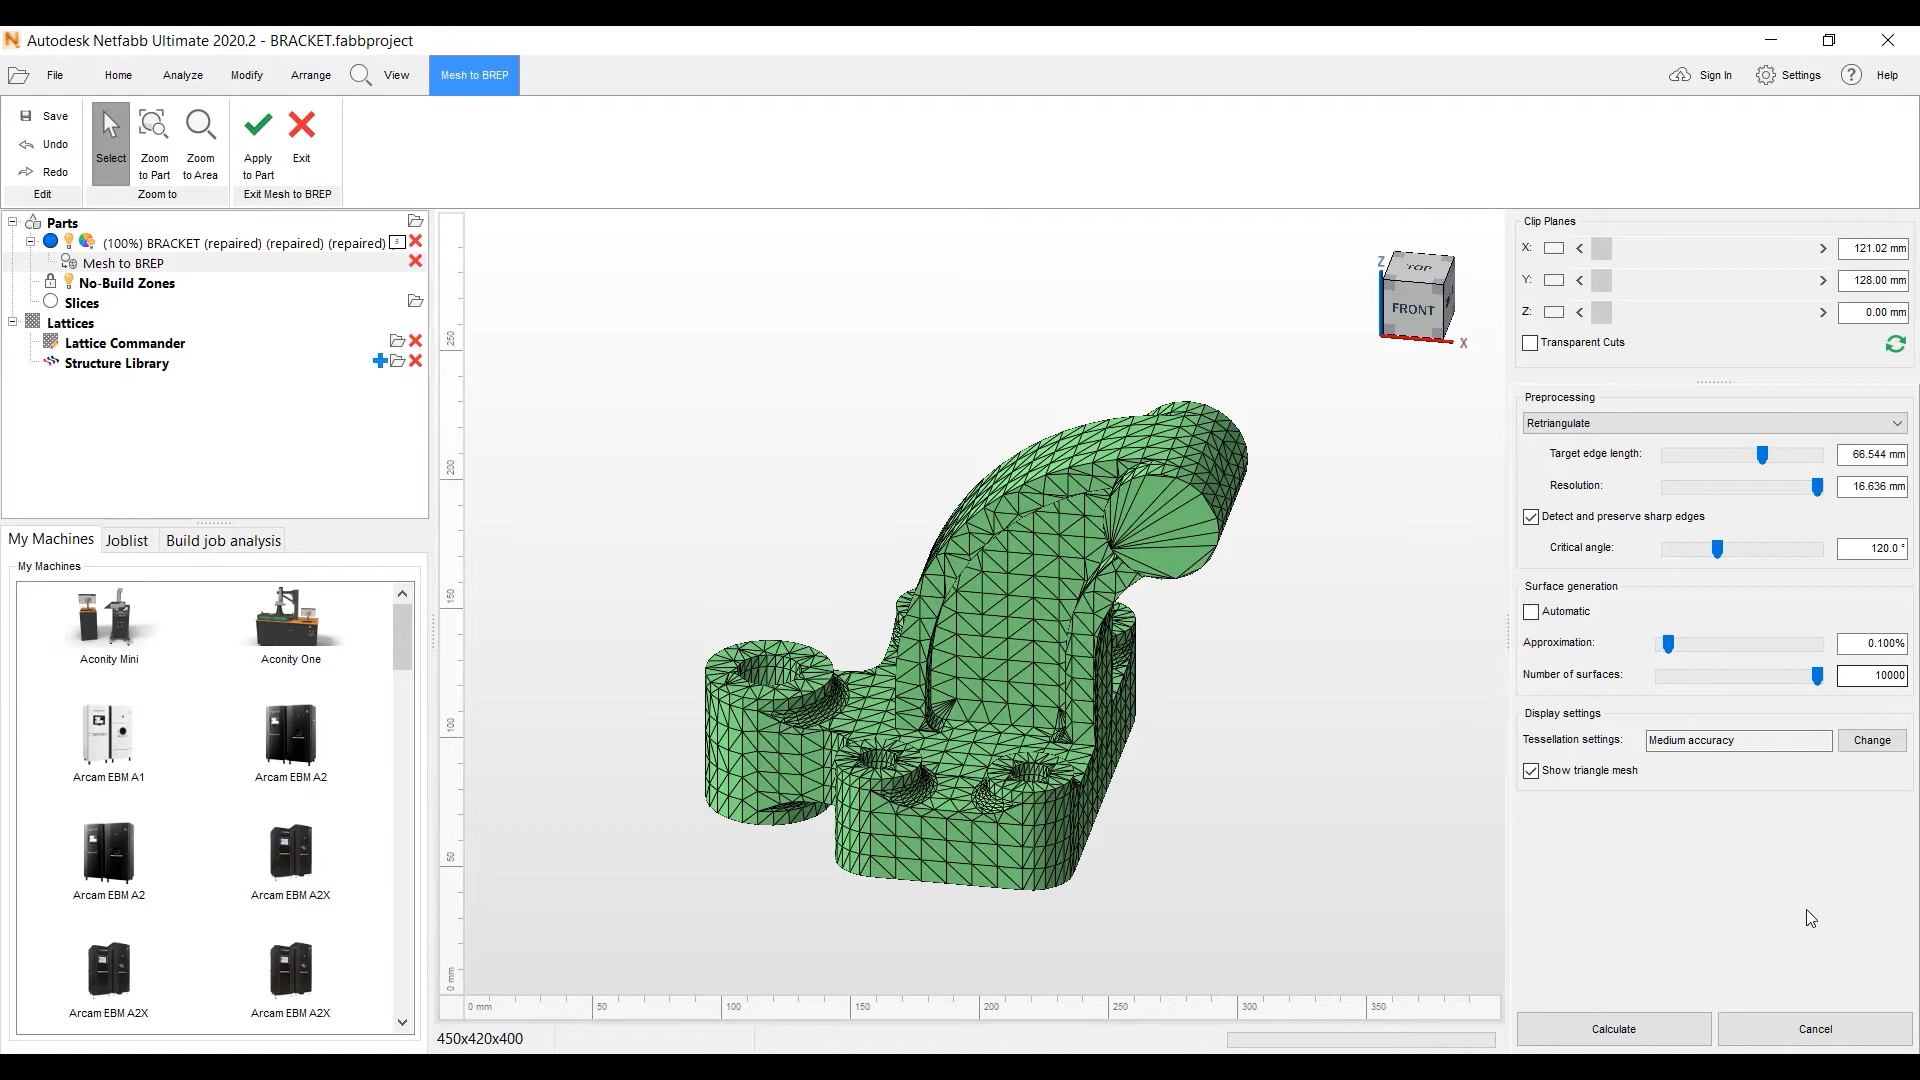 Autodesk Netfabb Ultimate 2020.2 - BRACKET.fabbproject
File Home Analyze Modify Arrange View Mesh to BREP Sign In Settings Help
Save
Undo
Redo
Edit
Select
Zoom to Part
Zoom to Area
Zoom to
Apply to Part
Exit
Exit Mesh to BREP
Parts
(100%) BRACKET (repaired) (repaired) (repaired) 3
Mesh to BREP
No-Build Zones
Slices
Lattices
Lattice Commander
Structure Library
My Machines Joblist Build job analysis
My Machines
Aconity Mini Aconity One
Arcam EBM A1 Arcam EBM A2
Arcam EBM A2 Arcam EBM A2X
Arcam EBM A2X Arcam EBM A2X
250
200
150
100
50
0 mm
0 mm 50 100 150 200 250 300 350
450x420x400
TOP
FRONT
Z
X
Clip Planes
X: 121.02 mm
Y: 128.00 mm
Z: 0.00 mm
Transparent Cuts
Preprocessing
Retriangulate
Target edge length: 66.544 mm
Resolution: 16.636 mm
Detect and preserve sharp edges
Critical angle: 120.0 °
Surface generation
Automatic
Approximation: 0.100%
Number of surfaces: 10000
Display settings
Tessellation settings: Medium accuracy Change
Show triangle mesh
Calculate Cancel